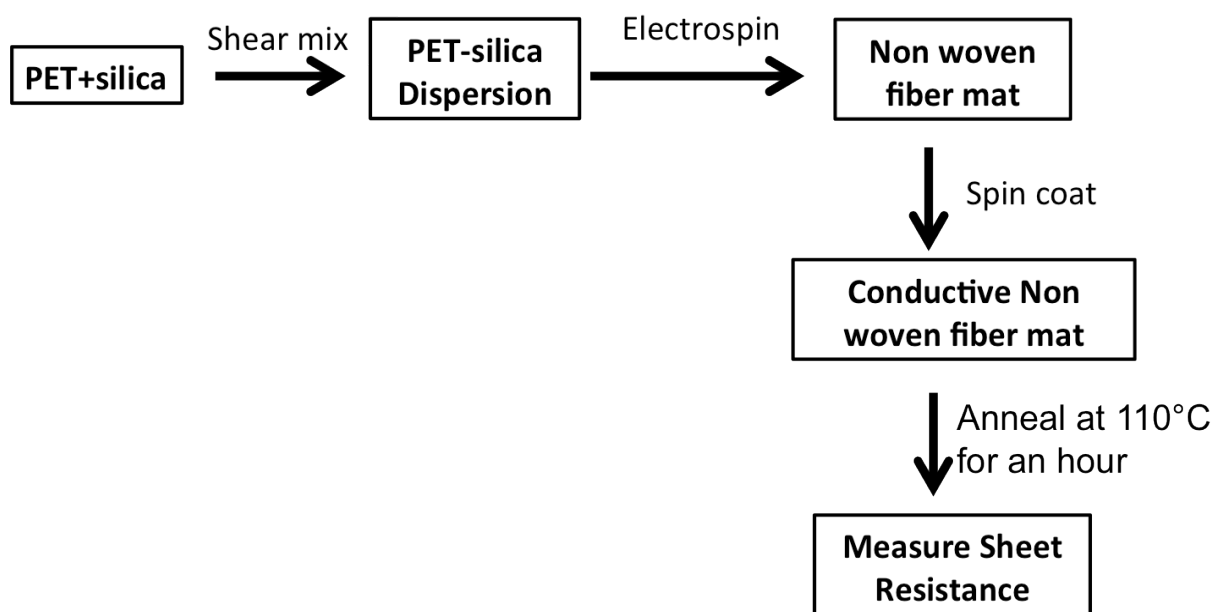 PET+silica
Shear mix
PET-silica
Dispersion
Electrospin
Non woven
fiber mat
Spin coat
Conductive Non
woven fiber mat
Anneal at 110°C
for an hour
Measure Sheet
Resistance